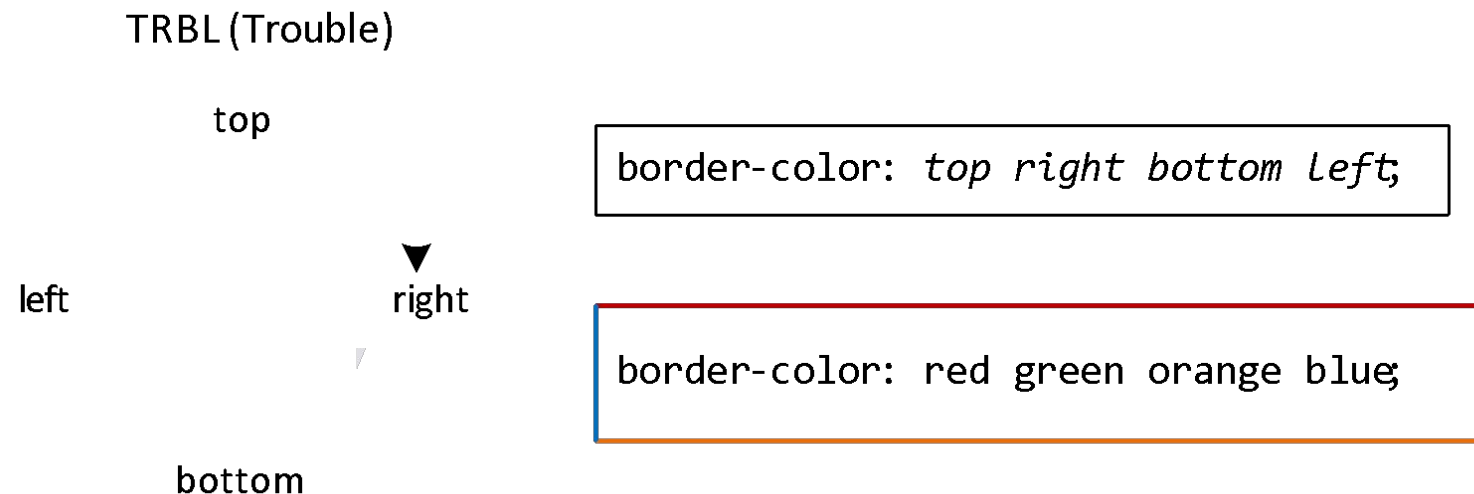 TRBL (Trouble)
top
border-color: top right bottom left;
left
right
border-color: red green orange blue;
bottom